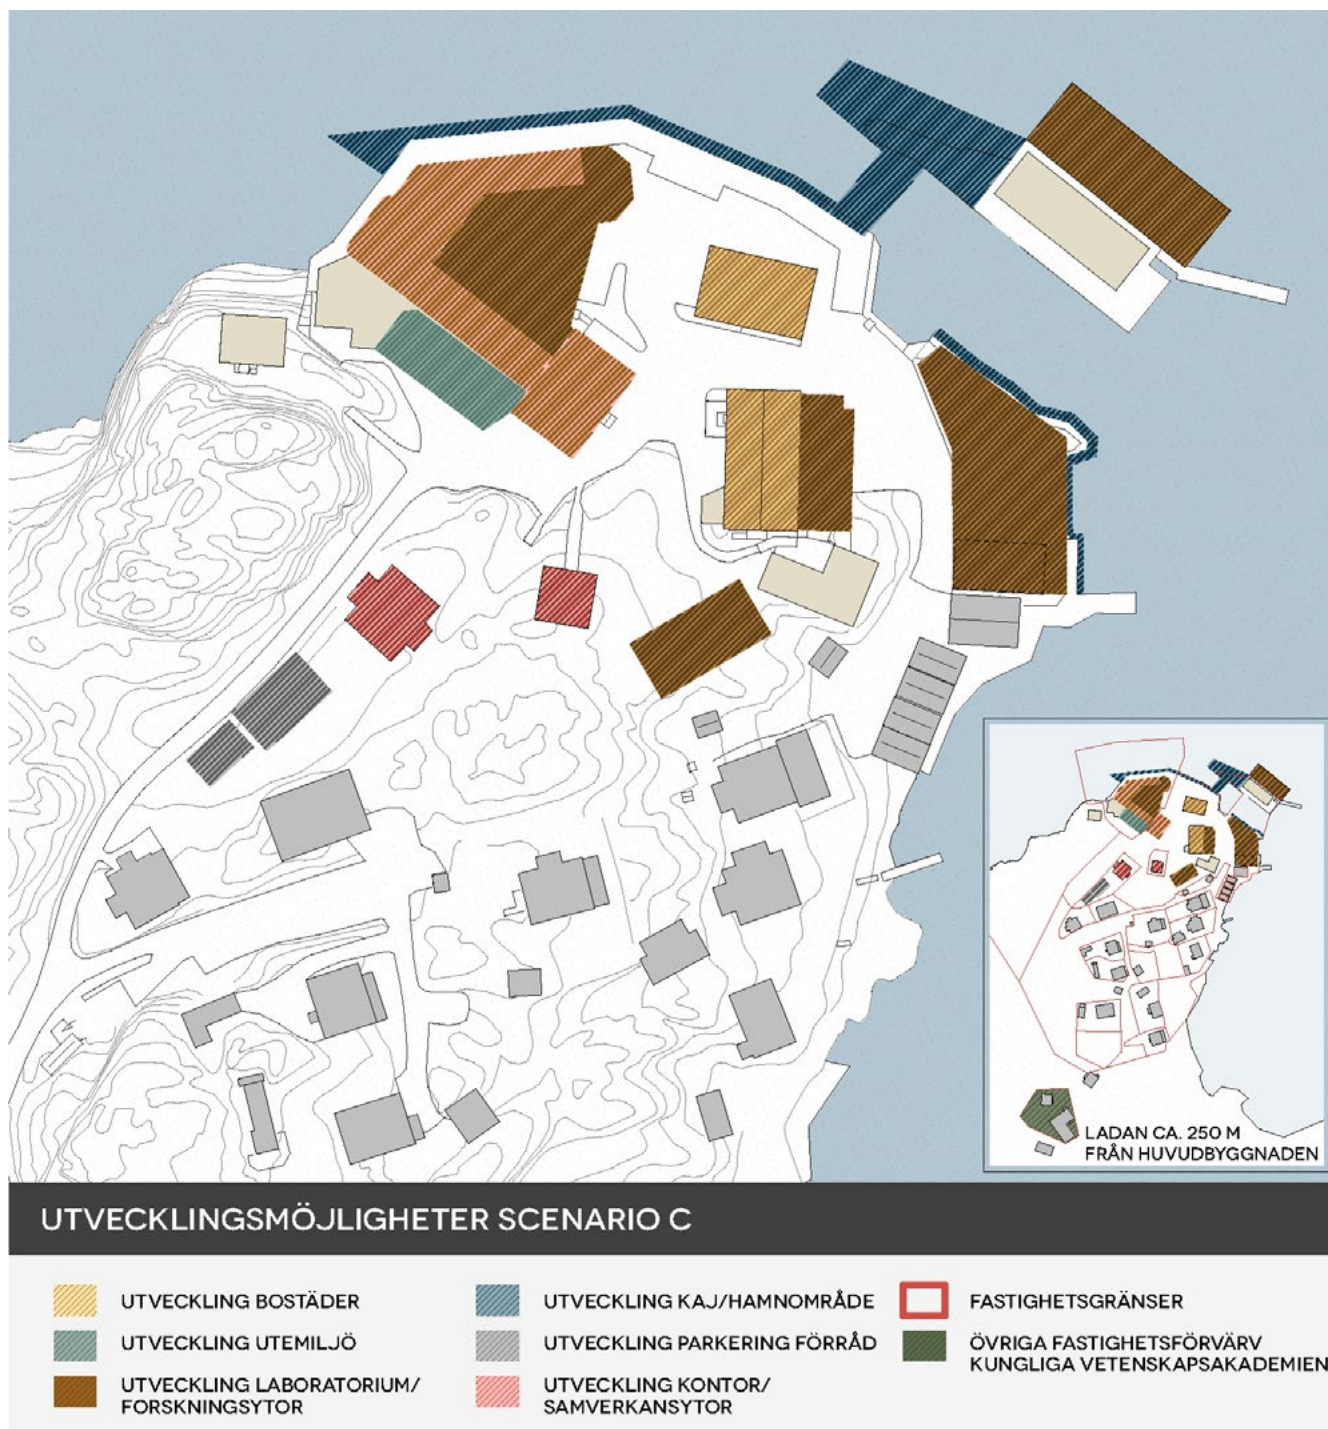 LADAN CA. 250 M
FRÅN HUVUDBYGGNADEN
UTVECKLINGSMÖJLIGHETER SCENARIO C
UTVECKLING BOSTÄDER
UTVECKLING UTEMILJÖ
UTVECKLING LABORATORIUM/
FORSKNINGSYTOR
UTVECKLING KAJ/HAMNOMRÅDE
UTVECKLING PARKERING FÖRRÅD
UTVECKLING KONTOR/
SAMVERKANSYTOR
FASTIGHETSGRÄNSER
ÖVRIGA FASTIGHETSFÖRVÄRV
KUNGLIGA VETENSKAPSAKADEMIEN